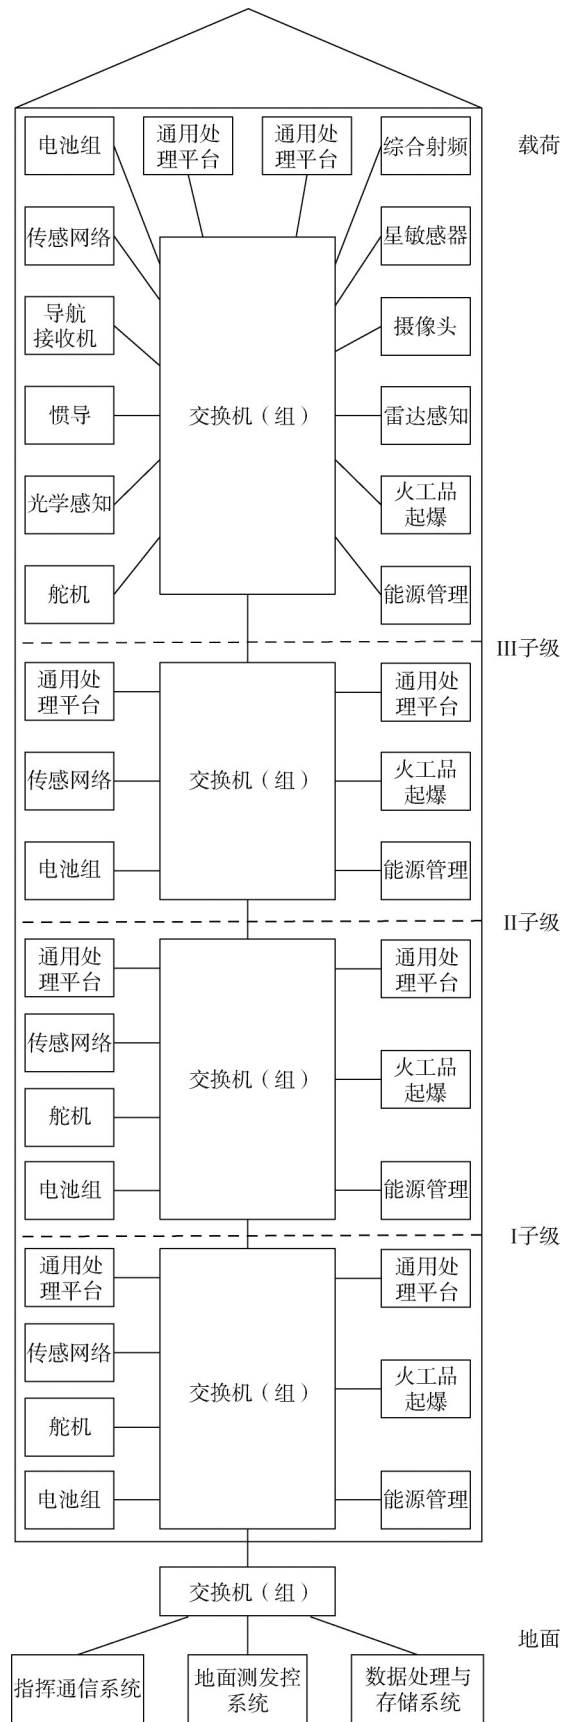 电池组
通用处
理平台
通用处
理平台
综合射频
载荷
传感网络
星敏感器
导航
接收机
摄像头
惯导
交换机（组）
雷达感知
光学感知
火工品
起爆
舵机
能源管理
III子级
通用处
理平台
通用处
理平台
传感网络
交换机（组）
火工品
起爆
电池组
能源管理
II子级
通用处
理平台
通用处
理平台
传感网络
交换机（组）
火工品
起爆
舵机
电池组
能源管理
I子级
通用处
理平台
通用处
理平台
传感网络
交换机（组）
火工品
起爆
舵机
电池组
能源管理
交换机（组）
地面
指挥通信系统
地面测发控
系统
数据处理与
存储系统